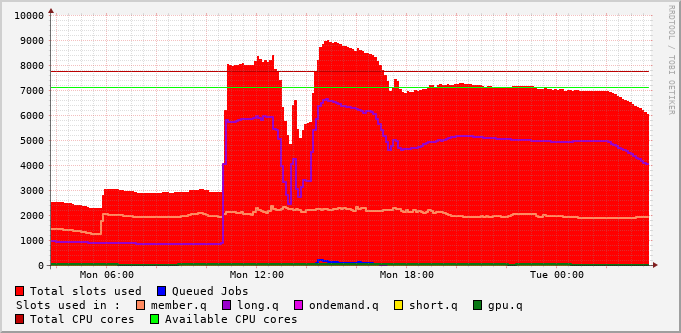 10000
9000
8000
7000
6000
5000
4000
3000
2000
1000
0
Mon 06:00 Mon 12:00 Mon 18:00 Tue 00:00
RRDTOOL / TOBI OETIKER
Total slots used Queued Jobs
Slots used in : member.q long.q ondemand.q short.q gpu.q
Total CPU cores Available CPU cores